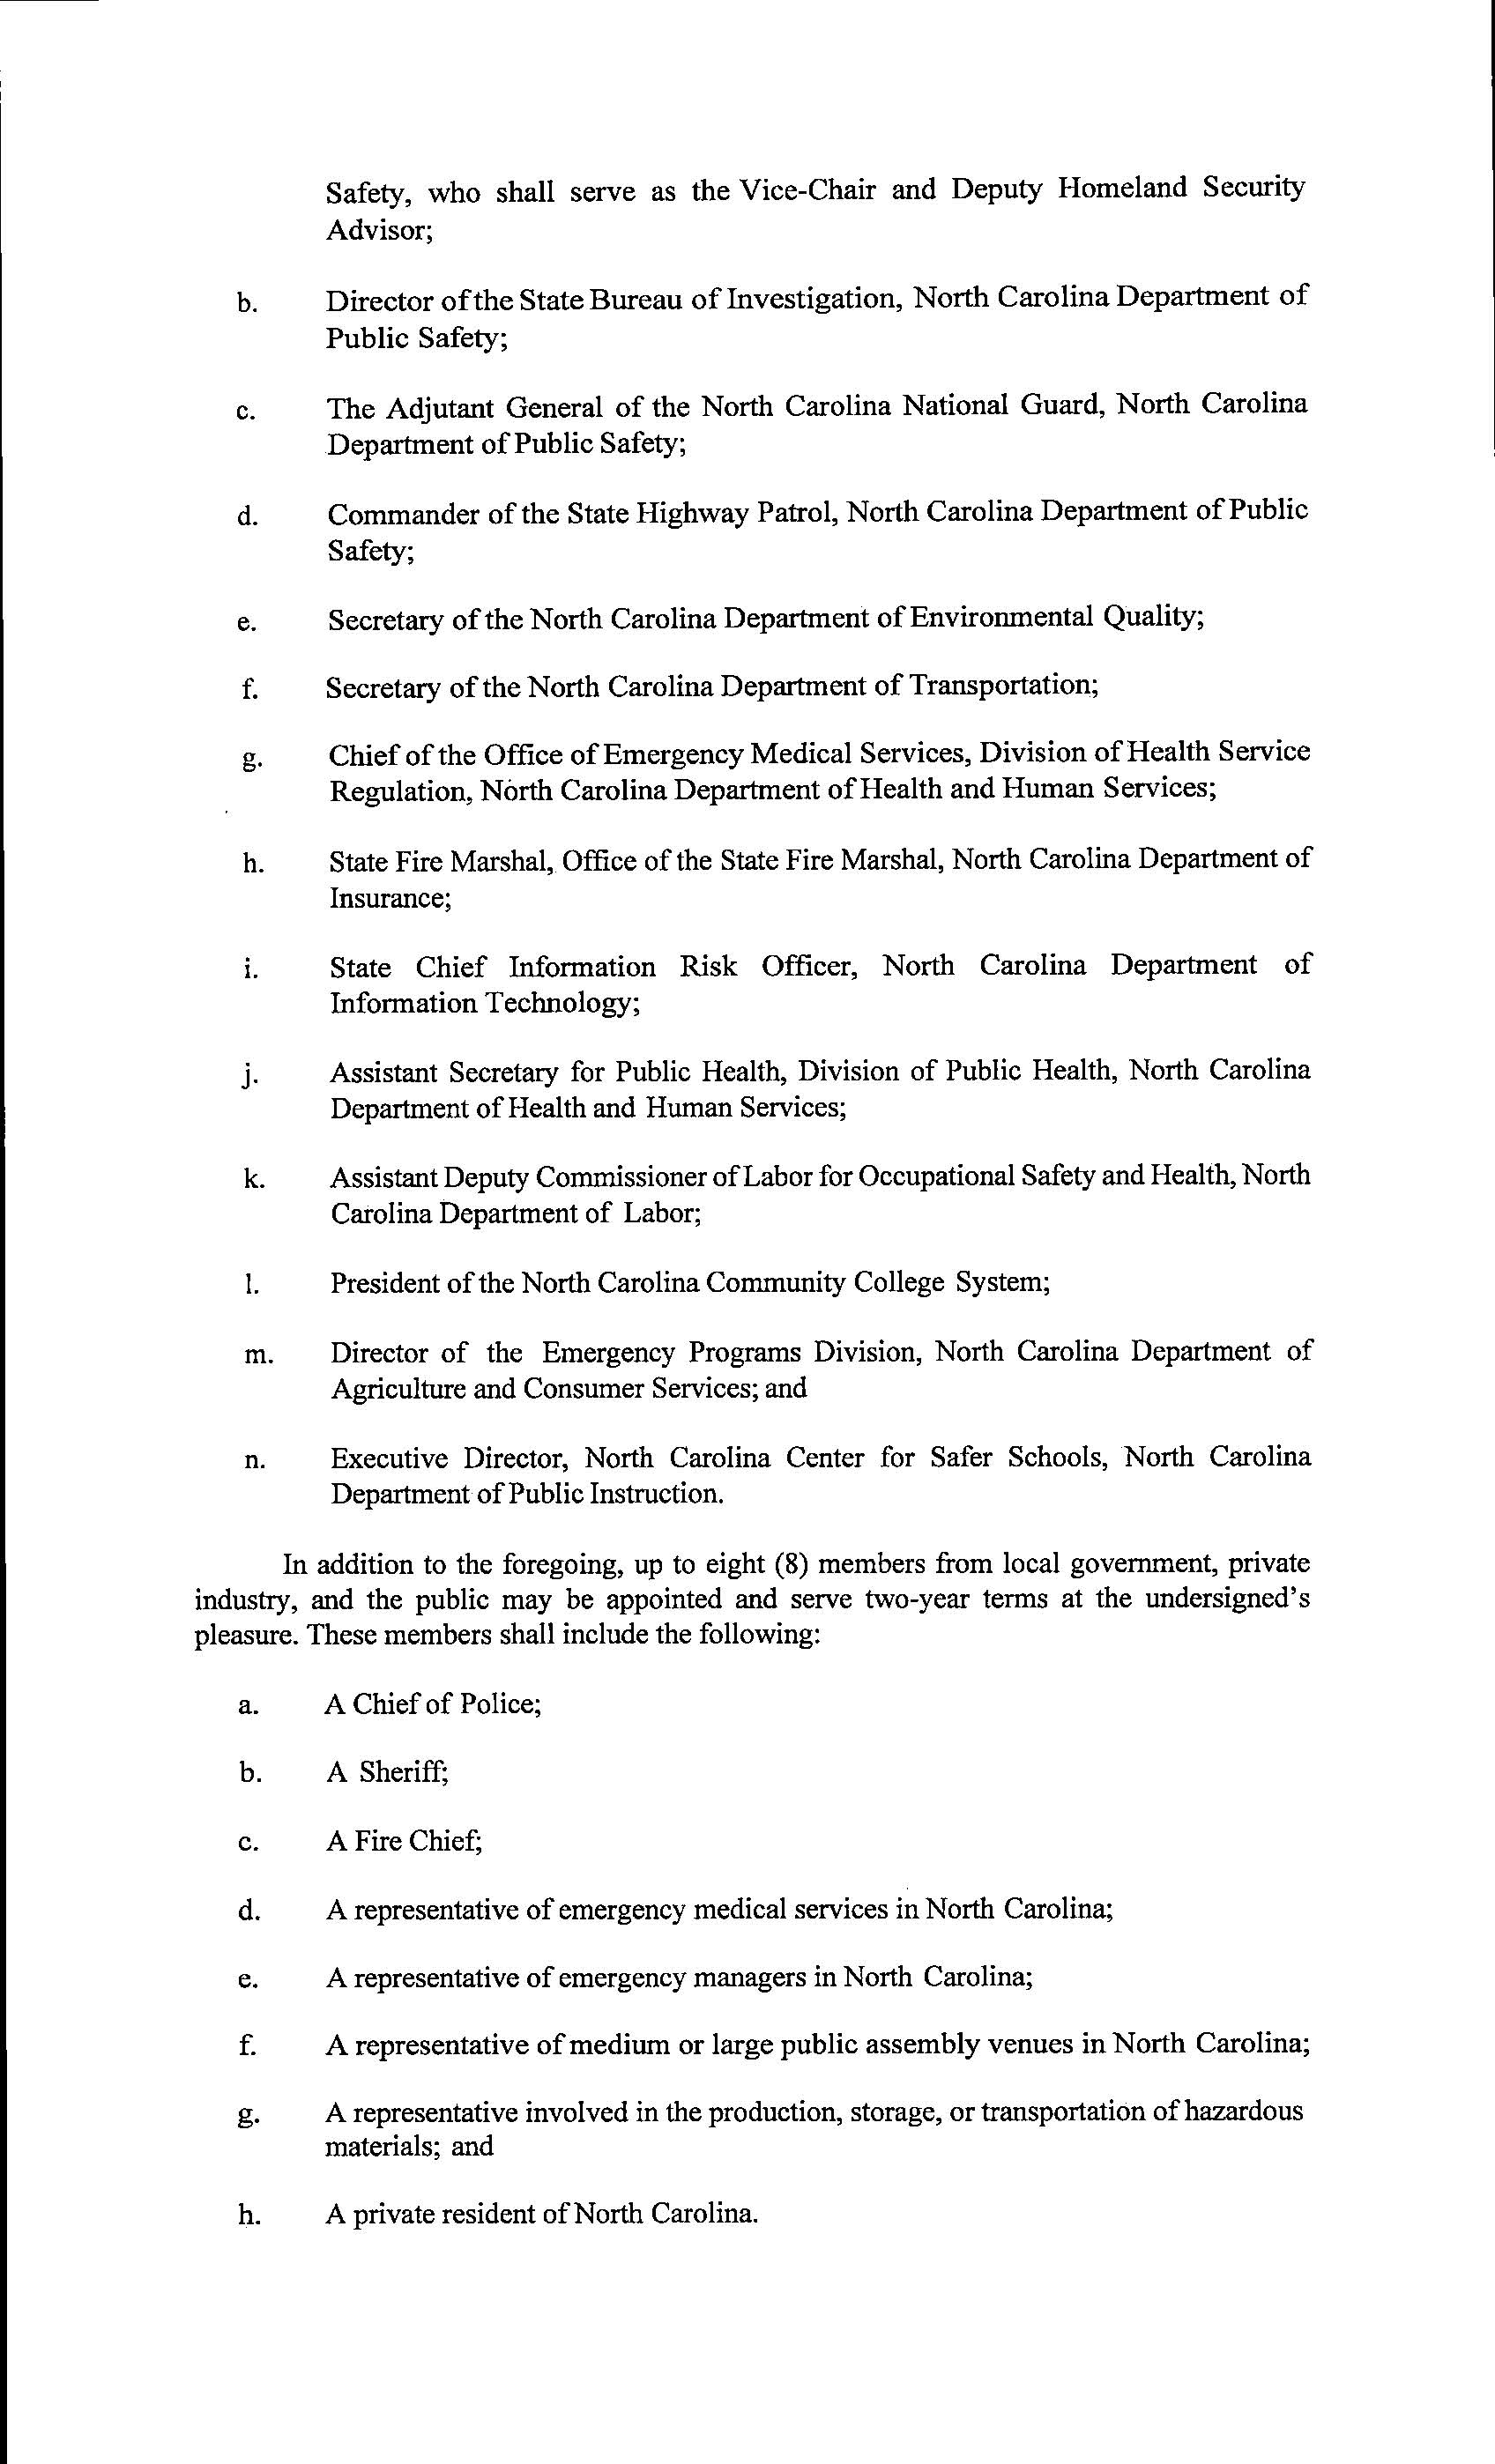 Safety, who shall serve as the Vice-Chair and Deputy Homeland Security
Advisor;
b. Director of the State Bureau of Investigation, North Carolina Department of
Public Safety;
c. The Adjutant General of the North Carolina National Guard, North Carolina
Department of Public Safety;
d. Commander of the State Highway Patrol, North Carolina Department of Public
Safety;
e. Secretary of the North Carolina Department of Environmental Quality;
f. Secretary of the North Carolina Department of Transportation;
g. Chief of the Office of Emergency Medical Services, Division of Health Service
Regulation, North Carolina Department of Health and Human Services;
h. State Fire Marshal, Office of the State Fire Marshal, North Carolina Department of
Insurance;
i. State Chief Information Risk Officer, North Carolina Department of
Information Technology;
j. Assistant Secretary for Public Health, Division of Public Health, North Carolina
Department of Health and Human Services;
k. Assistant Deputy Commissioner of Labor for Occupational Safety and Health, North
Carolina Department of Labor;
l. President of the North Carolina Community College System;
m. Director of the Emergency Programs Division, North Carolina Department of
Agriculture and Consumer Services; and
n. Executive Director, North Carolina Center for Safer Schools, North Carolina
Department of Public Instruction.
In addition to the foregoing, up to eight (8) members from local government, private
industry, and the public may be appointed and serve two-year terms at the undersigned's
pleasure. These members shall include the following:
a. A Chief of Police;
b. A Sheriff;
c. A Fire Chief;
d. A representative of emergency medical services in North Carolina;
e. A representative of emergency managers in North Carolina;
f. A representative of medium or large public assembly venues in North Carolina;
g. A representative involved in the production, storage, or transportation of hazardous
materials; and
h. A private resident of North Carolina.